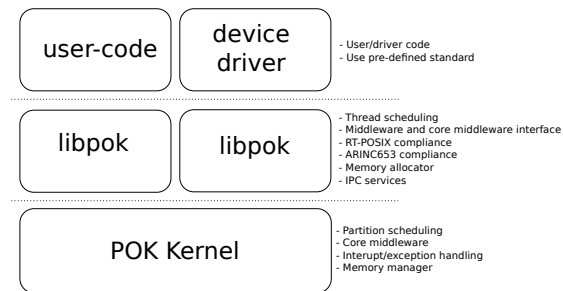 user-code
device
driver
- User/driver code
- Use pre-defined standard
libpok
libpok
- Thread scheduling
- Middleware and core middleware interface
- RT-POSIX compliance
- ARINC653 compliance
- Memory allocator
- IPC services
POK Kernel
- Partition scheduling
- Core middleware
- Interupt/exception handling
- Memory manager